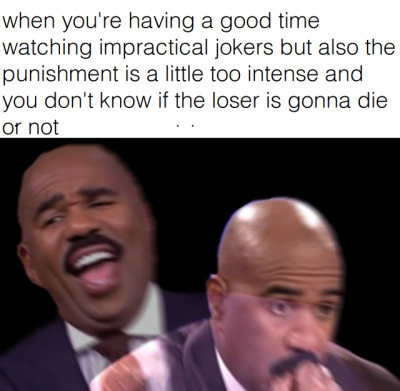 when you're having a good time
watching impractical jokers but also the
punishment is a little too intense and
you don't know if the loser is gonna die
or not